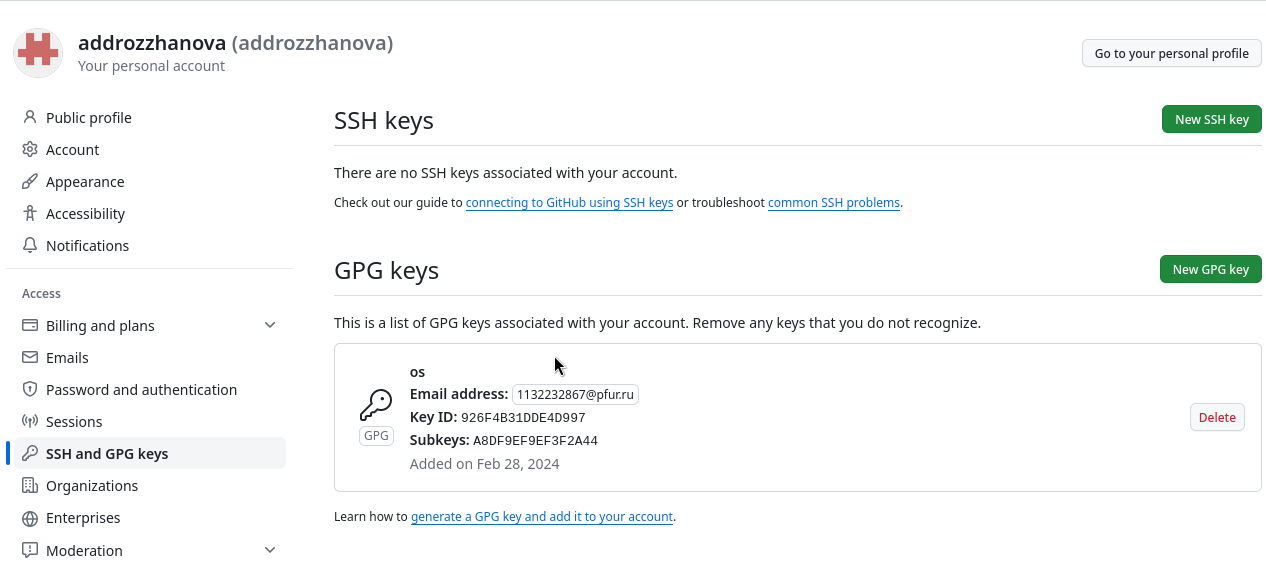 addrozzhanova (addrozzhanova)
Your personal account
Go to your personal profile
Public profile
Account
Appearance
Accessibility
Notifications
Access
Billing and plans
Emails
Password and authentication
Sessions
SSH and GPG keys
Organizations
Enterprises
Moderation
SSH keys
New SSH key
There are no SSH keys associated with your account.
Check out our guide to connecting to GitHub using SSH keys or troubleshoot common SSH problems.
GPG keys
New GPG key
This is a list of GPG keys associated with your account. Remove any keys that you do not recognize.
os
Email address: 1132232867@pfur.ru
Key ID: 926F4B31DDE4D997
Subkeys: A8DF9EF9EF3F2A44
Added on Feb 28, 2024
GPG
Delete
Learn how to generate a GPG key and add it to your account.